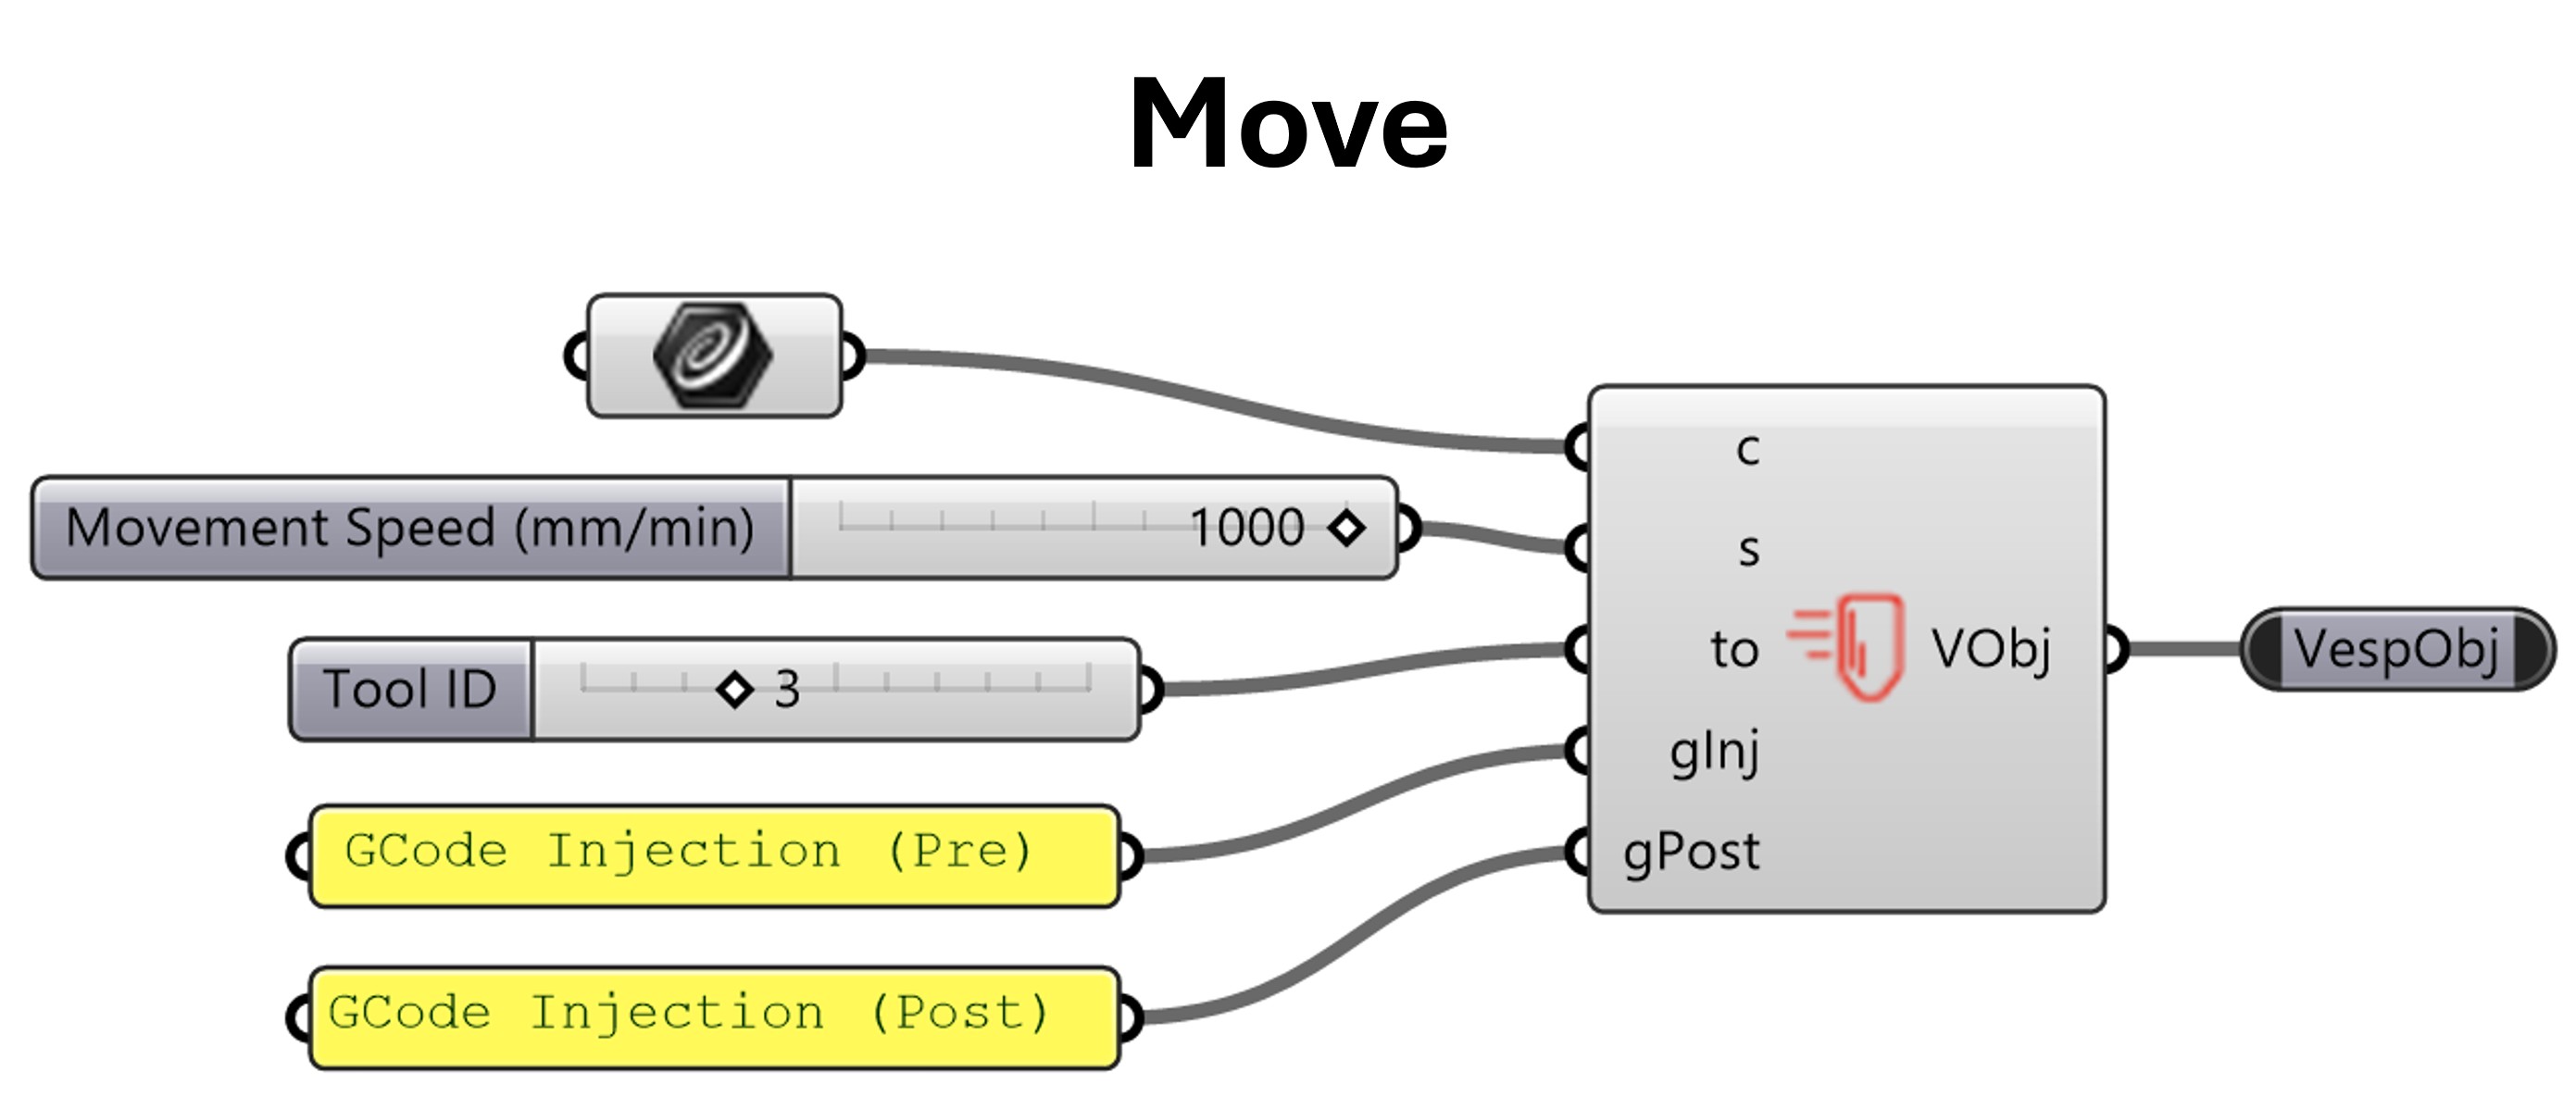 Move
c
Movement Speed (mm/min) 1000
s
Tool ID 3
to VObj VespObj
gInj
GCode Injection (Pre)
gPost
GCode Injection (Post)